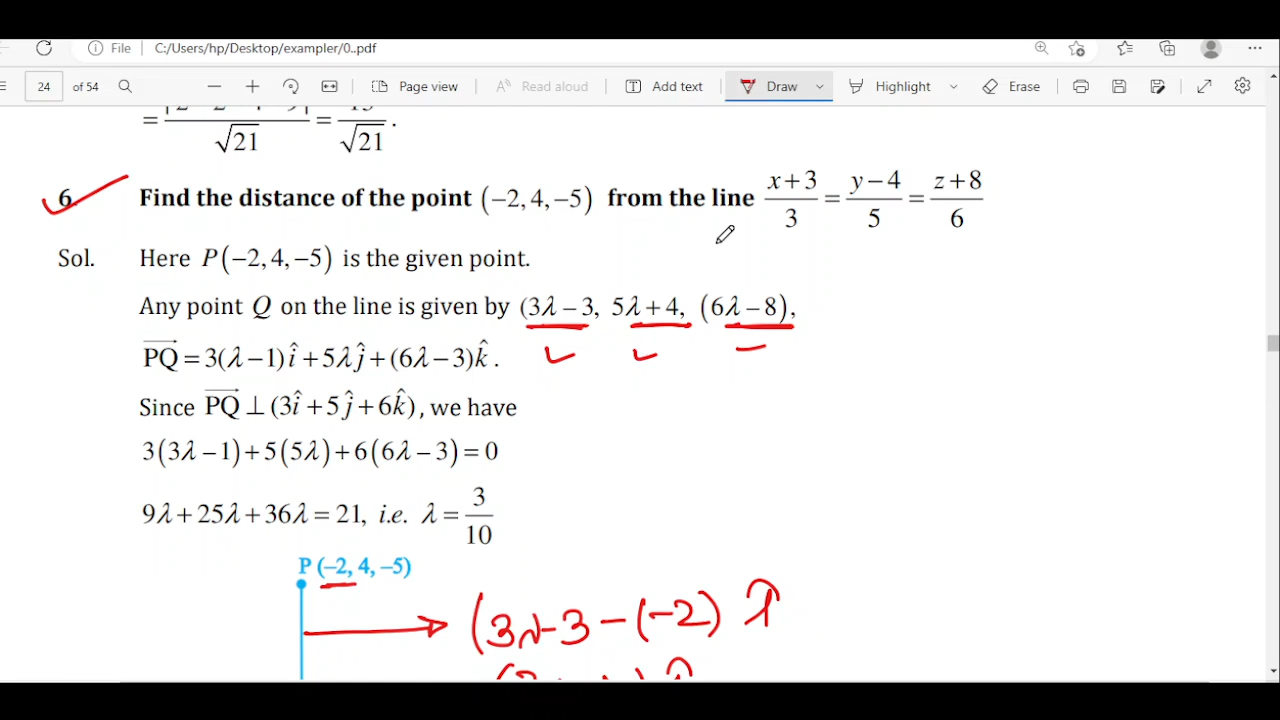 File C:/Users/hp/Desktop/exampler/0..pdf
24 of 54 Page view Read aloud Add text Draw Highlight Erase
= /√21 = /√21 .
6. Find the distance of the point (−2, 4, −5) from the line x+3/3 = y−4/5 = z+8/6
Sol. Here P(−2, 4, −5) is the given point.
Any point Q on the line is given by (3λ−3, 5λ+4, (6λ−8),
PQ = 3(λ−1)î + 5λĵ + (6λ−3)k̂ .
Since PQ ⊥ (3î + 5ĵ + 6k̂), we have
3(3λ−1)+5(5λ)+6(6λ−3)=0
9λ+25λ+36λ = 21, i.e. λ = 3/10
P (−2, 4, −5)
(3λ−3−(−2)) î